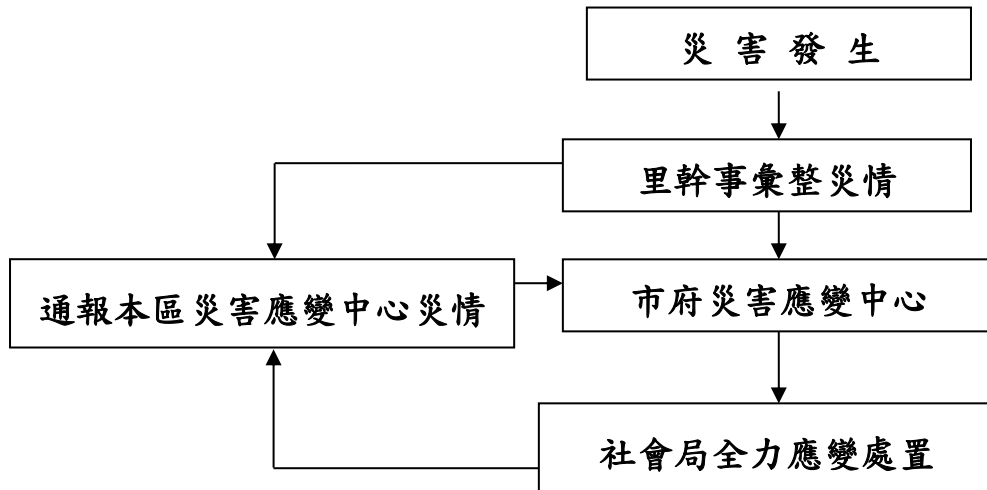 災 害 發 生
里幹事彙整災情
通報本區災害應變中心災情
市府災害應變中心
社會局全力應變處置